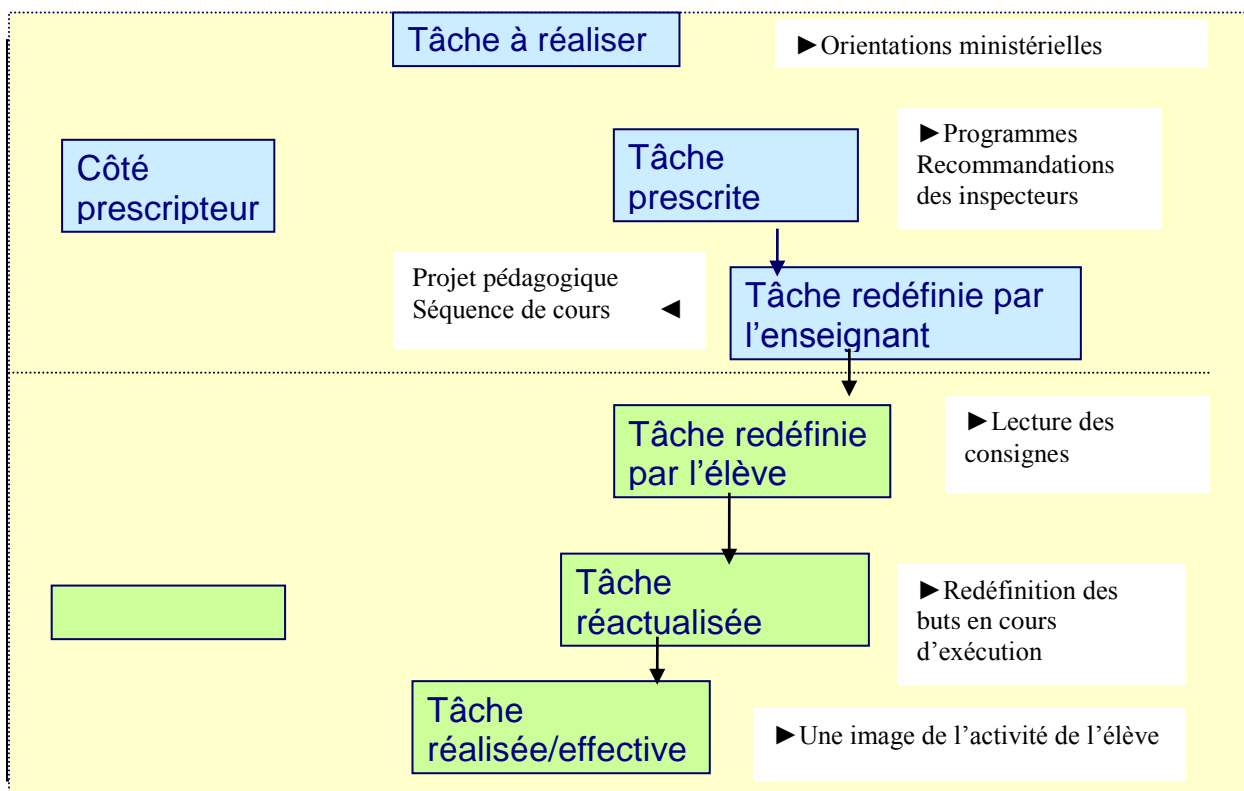 Tâche à réaliser
►Orientations ministérielles
Côté
prescripteur
Tâche
prescrite
►Programmes
Recommandations
des inspecteurs
Projet pédagogique
Séquence de cours ◄
Tâche redéfinie par
l’enseignant
Tâche redéfinie
par l’élève
►Lecture des
consignes
Tâche
réactualisée
►Redéfinition des
buts en cours
d’exécution
Tâche
réalisée/effective
►Une image de l’activité de l’élève